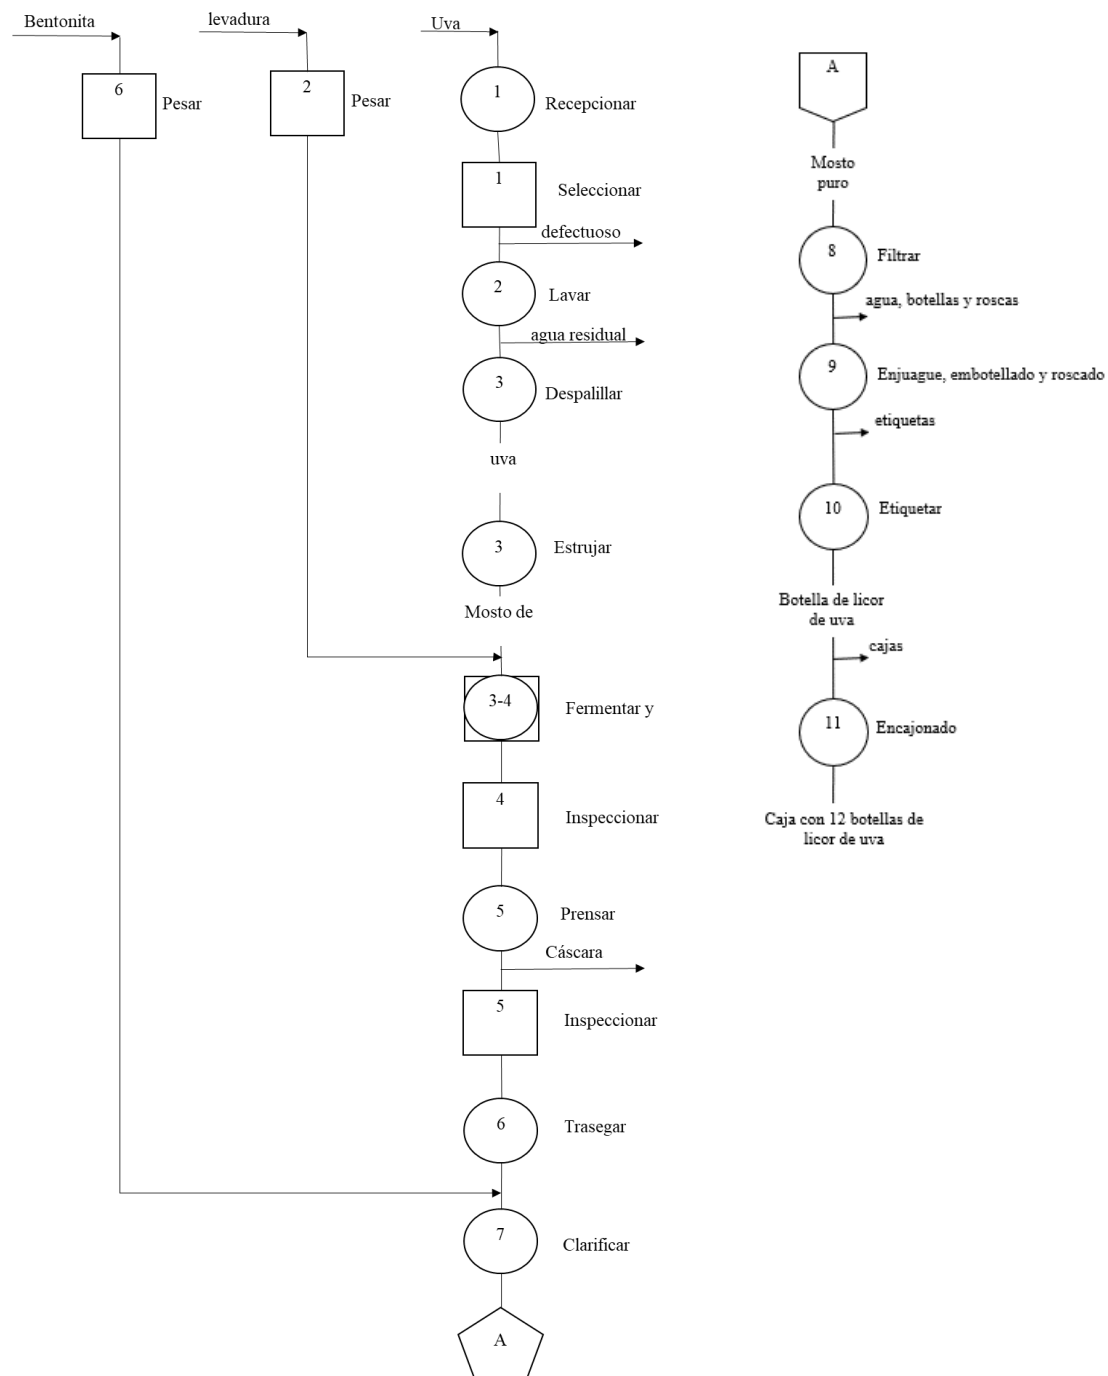 Bentonita
6
Pesar
levadura
2
Pesar
Uva
1
Recepcionar
1
Seleccionar
defectuoso
2
Lavar
agua residual
3
Despalillar
uva
3
Estrujar
Mosto de
3-4
Fermentar y
4
Inspeccionar
5
Prensar
Cáscara
5
Inspeccionar
6
Trasegar
7
Clarificar
A
A
Mosto
puro
8
Filtrar
agua, botellas y roscas
9
Enjuague, embotellado y roscado
etiquetas
10
Etiquetar
Botella de licor
de uva
cajas
11
Encajonado
Caja con 12 botellas de
licor de uva